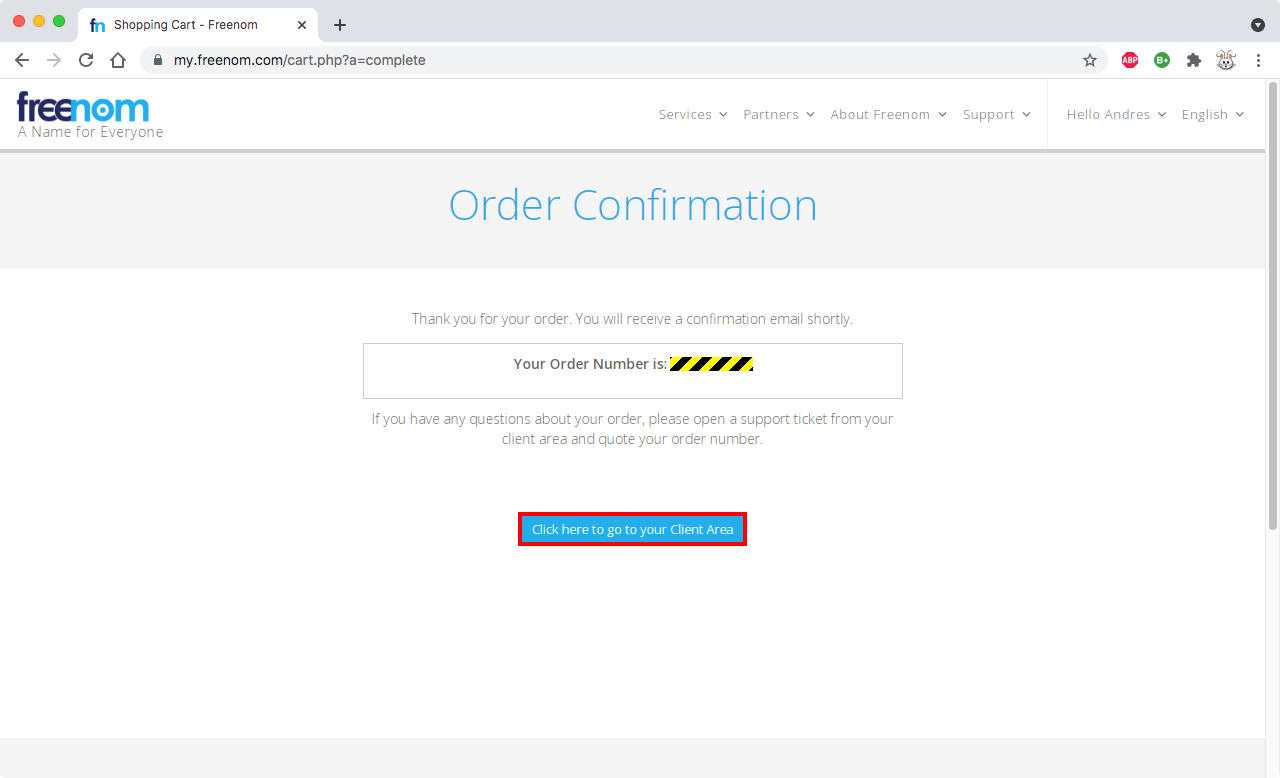 Shopping Cart - Freenom
my.freenom.com/cart.php?a=complete
ABP
B+
freenom
A Name for Everyone
Services
Partners
About Freenom
Support
Hello Andres
English
Order Confirmation
Thank you for your order. You will receive a confirmation email shortly.
Your Order Number is:
If you have any questions about your order, please open a support ticket from your
client area and quote your order number.
Click here to go to your Client Area